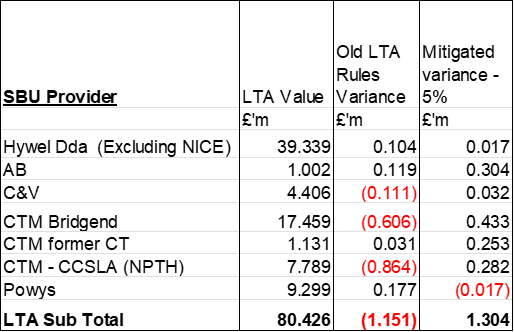 SBU Provider LTA Value Old LTA Rules Variance Mitigated variance - 5%
£'m £'m £'m
Hywel Dda (Excluding NICE) 39.339 0.104 0.017
AB 1.002 0.119 0.304
C&V 4.406 (0.111) 0.032
CTM Bridgend 17.459 (0.606) 0.433
CTM former CT 1.131 0.031 0.253
CTM - CCSLA (NPTH) 7.789 (0.864) 0.282
Powys 9.299 0.177 (0.017)
LTA Sub Total 80.426 (1.151) 1.304